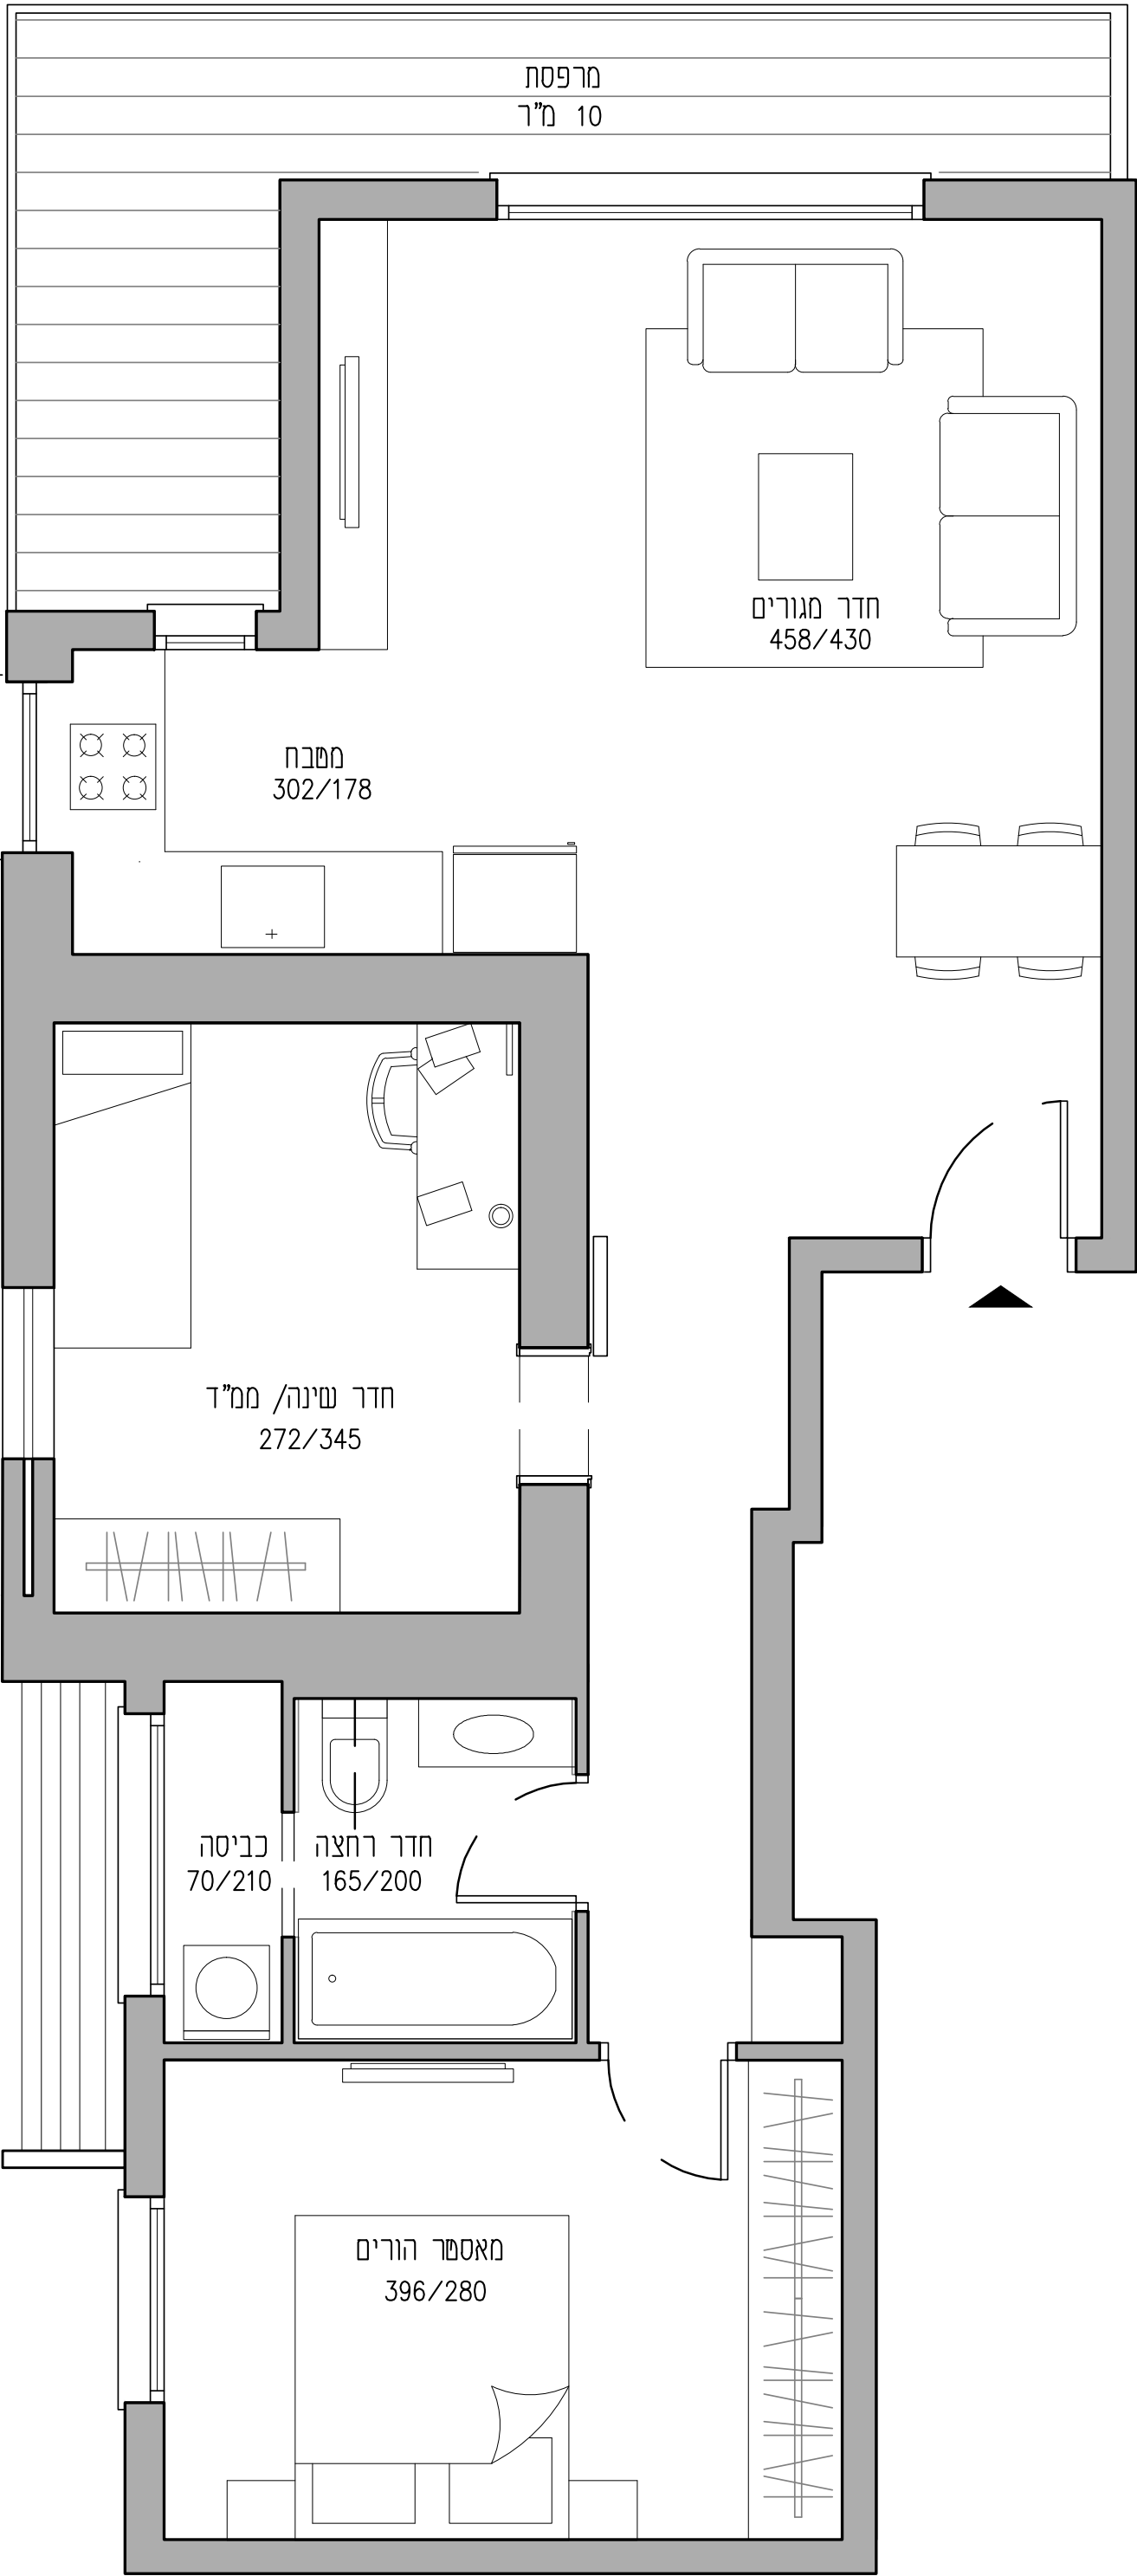 מרפסת
10 מ"ר
חדר מגורים
458/430
מטבח
302/178
חדר שינה/ ממ"ד
272/345
כביסה
70/210
חדר רחצה
165/200
מאסטר הורים
396/280